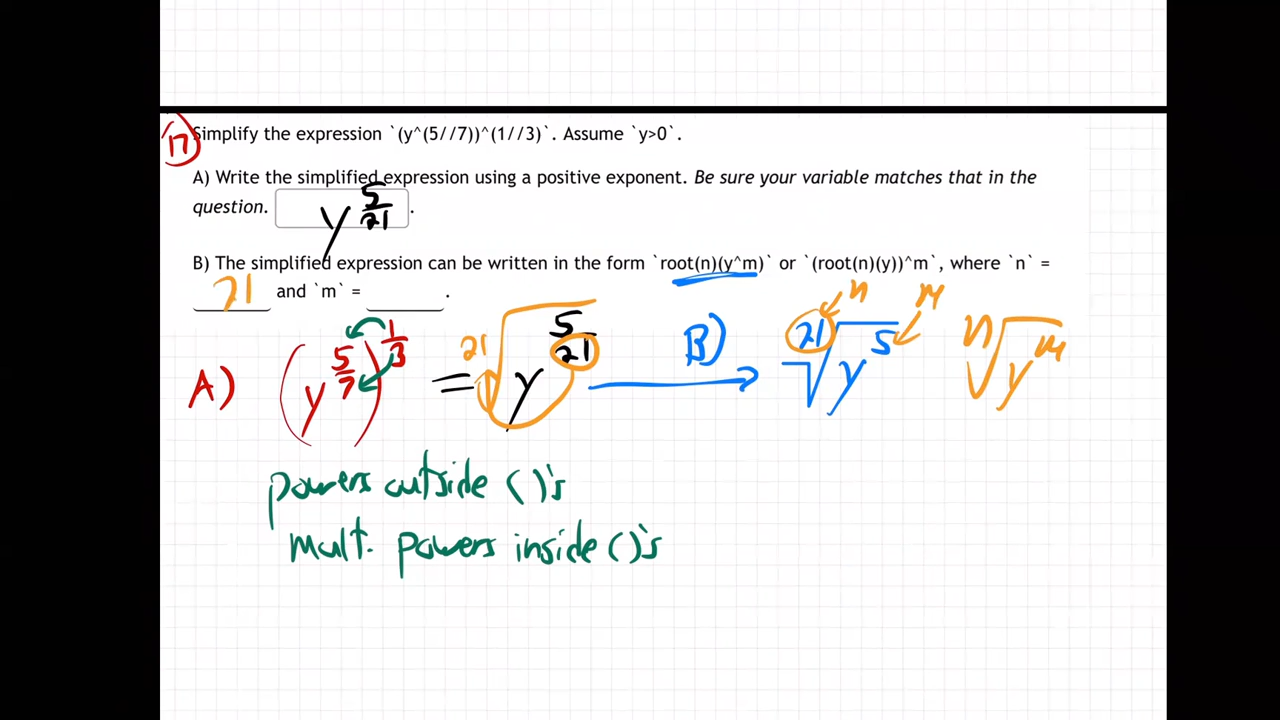 17 Simplify the expression `(y^(5//7))^(1//3)`. Assume `y>0`.
A) Write the simplified expression using a positive exponent. Be sure your variable matches that in the
question. y^(5/21) .
B) The simplified expression can be written in the form `root(n)(y^m)` or `(root(n)(y))^m`, where `n` =
21 and `m` = ________ .
n m
A) (y^(5/7))^(1/3) = 21√ y^(5/21) B) 21√y^5 n√y^m
powers outside ( )'s
mult. powers inside ( )'s